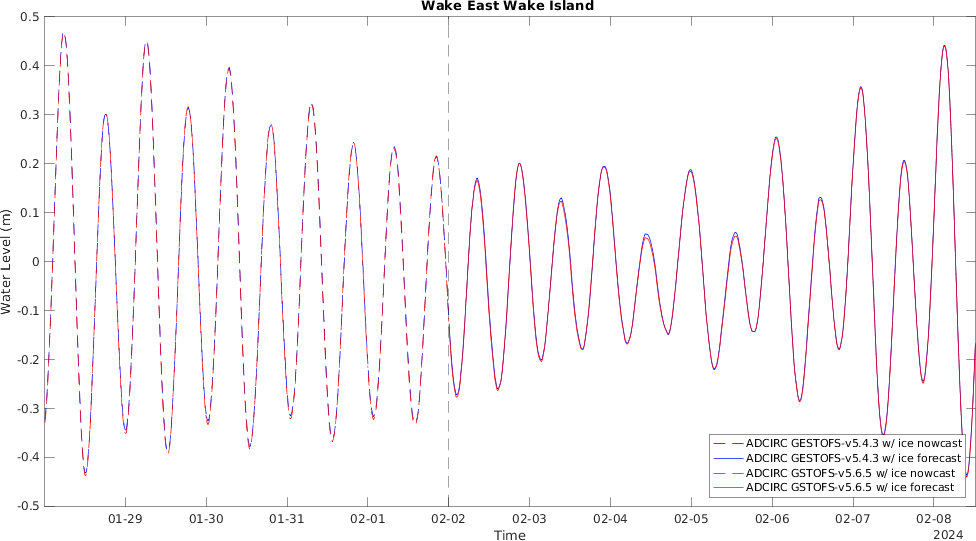 Wake East Wake Island
0.5
0.4
0.3
0.2
0.1
0
-0.1
-0.2
-0.3
-0.4
-0.5
Water Level (m)
ADCIRC GESTOFS-v5.4.3 w/ ice nowcast
ADCIRC GESTOFS-v5.4.3 w/ ice forecast
ADCIRC GSTOFS-v5.6.5 w/ ice nowcast
ADCIRC GSTOFS-v5.6.5 w/ ice forecast
01-29 01-30 01-31 02-01 02-02 02-03 02-04 02-05 02-06 02-07 02-08
Time
2024